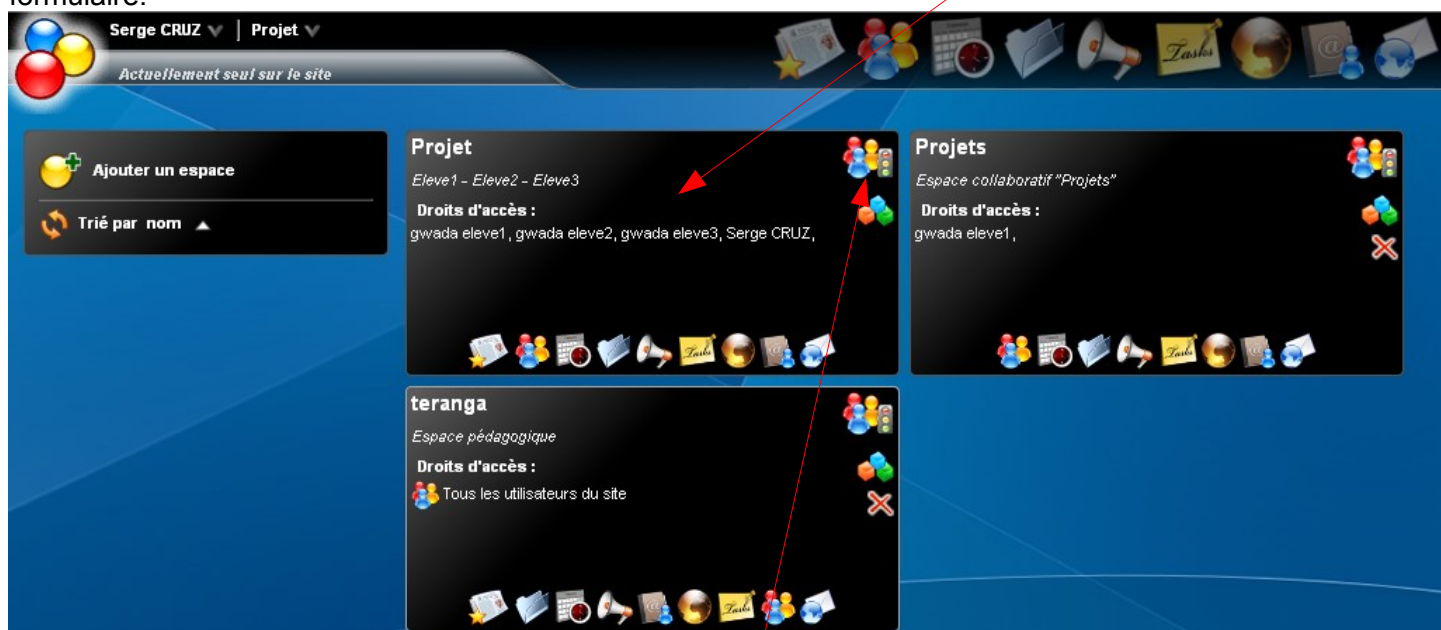 formulaire.
Serge CRUZ | Projet
Actuellement seul sur le site
Tasks
Ajouter un espace
Trié par nom
Projet
Eleve1 - Eleve2 - Eleve3
Droits d'accès :
gwada eleve1, gwada eleve2, gwada eleve3, Serge CRUZ,
Tasks
Projets
Espace collaboratif "Projets"
Droits d'accès :
gwada eleve1,
Tasks
teranga
Espace pédagogique
Droits d'accès :
Tous les utilisateurs du site
Tasks